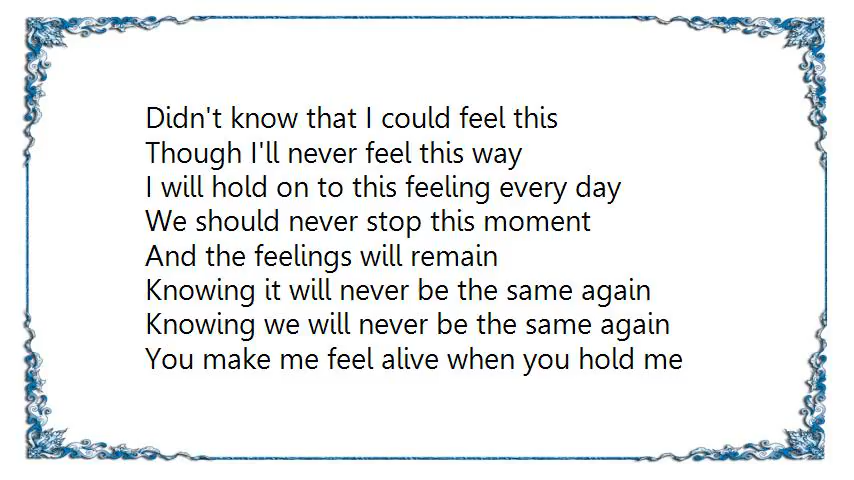 Didn't know that I could feel this
Though I'll never feel this way
I will hold on to this feeling every day
We should never stop this moment
And the feelings will remain
Knowing it will never be the same again
Knowing we will never be the same again
You make me feel alive when you hold me